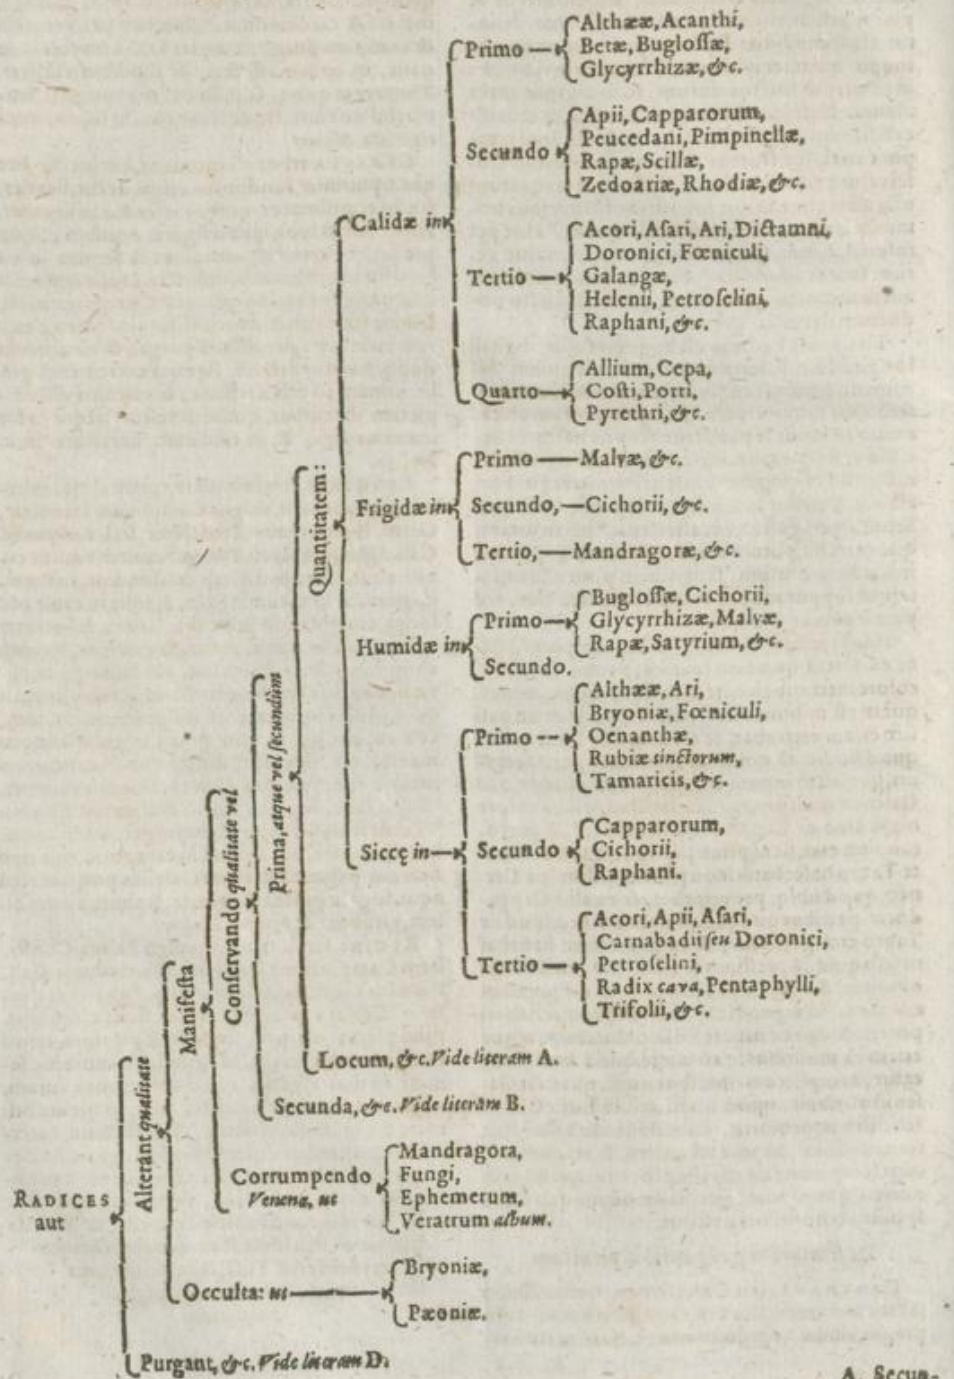 Althææ, Acanthi,
Primo
Betæ, Bugloſſæ,
Glycyrrhizæ, &c.
Apii, Capparorum,
Peucedani, Pimpinellæ,
Secundo
Rapæ, Scillæ,
Zedoariæ, Rhodiæ, &c.
Calidæ in
Acori, Aſari, Ari, Dictamni,
Doronici, Fœniculi,
Tertio
Galangæ,
Helenii, Petroſelini,
Raphani, &c.
Allium, Cepa,
Quarto
Coſti, Porri,
Pyrethri, &c.
Quantitatem:
Frigidæ in
Primo Malvæ, &c.
Secundo, Cichorii, &c.
Tertio, Mandragoræ, &c.
Humidæ in
Bugloſſæ, Cichorii,
Primo
Glycyrrhizæ, Malvæ,
Rapæ, Satyrium, &c.
Secundo.
Althææ, Ari,
Bryoniæ, Fœniculi,
Primo
Oenanthæ,
Rubiæ tinctorum,
Tamaricis, &c.
Siccę in
Capparorum,
Secundo
Cichorii,
Raphani.
Acori, Apii, Aſari,
Carnabadii ſeu Doronici,
Tertio
Petroſelini,
Radix cava, Pentaphylli,
Trifolii, &c.
Prima, atque vel ſecundùm
Locum, &c. Vide literam A.
Conſervando qualitate vel
Secunda, &c. Vide literam B.
Manifeſta
Corrumpendo
Venena, ut
Mandragora,
Fungi,
Ephemerum,
Veratrum album.
Alterant qualitate
Occulta: ut
Bryoniæ,
Pæoniæ.
RADICES
aut
Purgant, &c. Vide literam D.
A. Secun-